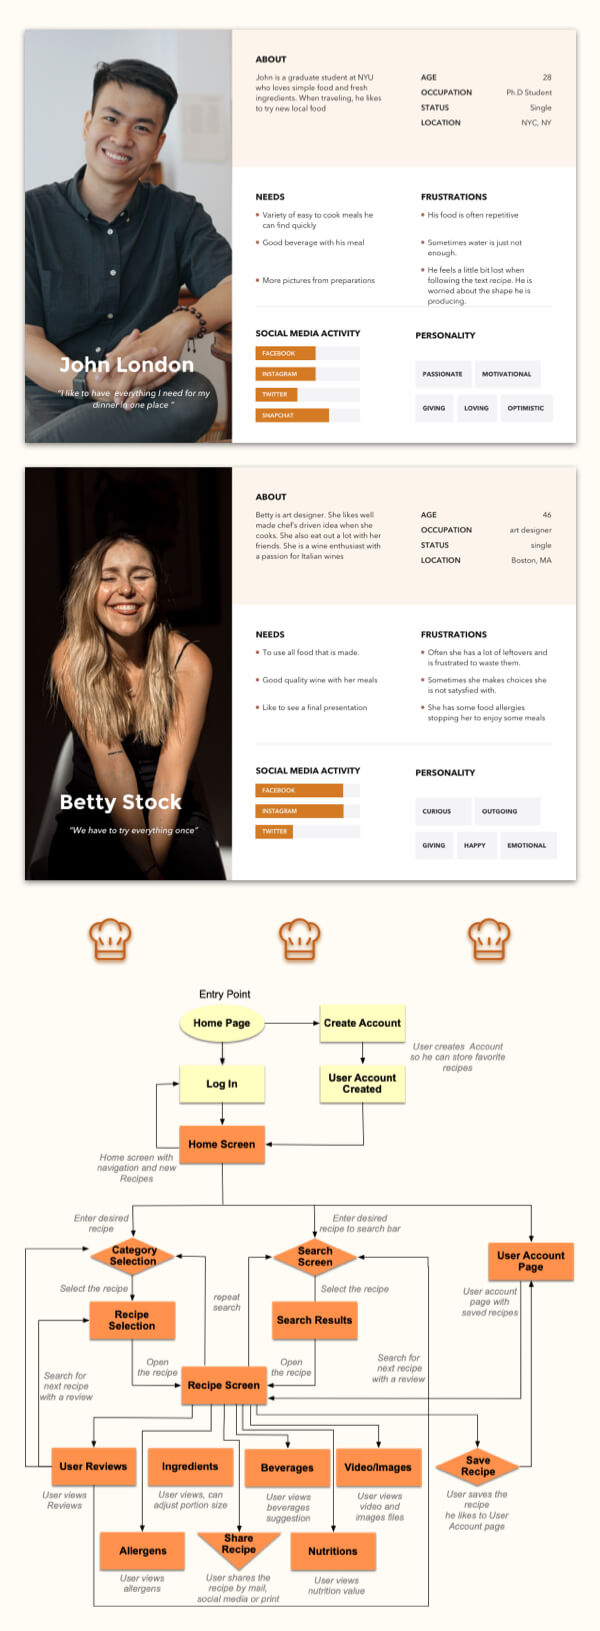 ABOUT
John is a graduate student at NYU
who loves simple food and fresh
ingredients. When traveling, he likes
to try new local food
AGE 28
OCCUPATION Ph.D Student
STATUS Single
LOCATION NYC, NY
NEEDS
Variety of easy to cook meals he
can find quickly
Good beverage with his meal
More pictures from preparations
FRUSTRATIONS
His food is often repetitive
Sometimes water is just not
enough.
He feels a little bit lost when
following the text recipe. He is
worried about the shape he is
producing.
John London
"I like to have everything I need for my
dinner in one place "
SOCIAL MEDIA ACTIVITY
FACEBOOK
INSTAGRAM
TWITTER
SNAPCHAT
PERSONALITY
PASSIONATE MOTIVATIONAL
GIVING LOVING OPTIMISTIC
ABOUT
Betty is art designer. She likes well
made chef's driven idea when she
cooks. She also eat out a lot with her
friends. She is a wine enthusiast with
a passion for Italian wines
AGE 46
OCCUPATION art designer
STATUS single
LOCATION Boston, MA
NEEDS
To use all food that is made.
Good quality wine with her meals
Like to see a final presentation
FRUSTRATIONS
Often she has a lot of leftovers and
is frustrated to waste them.
Sometimes she makes choices she
is not satysfied with.
She has some food allergies
stopping her to enjoy some meals
Betty Stock
"We have to try everything once"
SOCIAL MEDIA ACTIVITY
FACEBOOK
INSTAGRAM
TWITTER
PERSONALITY
CURIOUS OUTGOING
GIVING HAPPY EMOTIONAL
Entry Point
Home Page
Create Account
User creates Account
so he can store favorite
recipes
Log In
User Account
Created
Home Screen
Home screen with
navigation and new
Recipes
Enter desired
recipe
Enter desired
recipe to search bar
Category
Selection
Search
Screen
User Account
Page
Select the recipe
repeat
search
Select the recipe
User account
page with
saved recipes
Recipe
Selection
Search Results
Open
the recipe
Open
the recipe
Search for
next recipe
with a review
Search for
next recipe
with a review
Recipe Screen
User Reviews
Ingredients
Beverages
Video/Images
Save
Recipe
User views
Reviews
User views, can
adjust portion size
User views
beverages
suggestion
User views
video and
images files
User saves the
recipe
he likes to User
Account page
Allergens
Share
Recipe
Nutritions
User views
allergens
User shares the
recipe by mail,
social media or print
User views
nutrition value